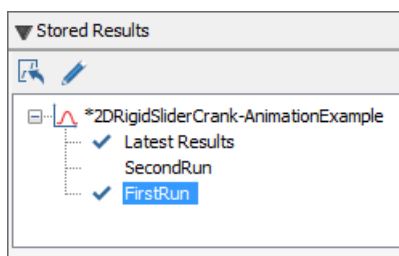 Stored Results
*2DRigidSliderCrank-AnimationExample
Latest Results
SecondRun
FirstRun